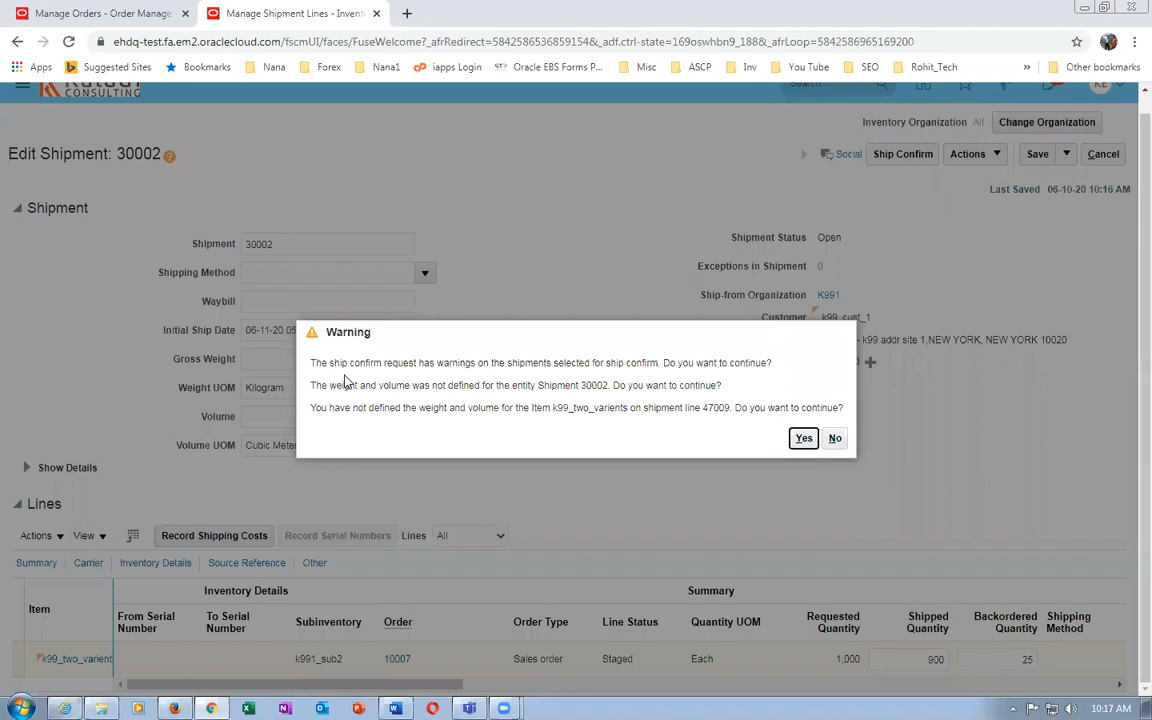 Manage Orders - Order Manage
Manage Shipment Lines - Invent
ehdq-test.fa.em2.oraclecloud.com/fscmUI/faces/FuseWelcome?_afrRedirect=5842586536859154&_adf.ctrl-state=169oswhbn9_188&_afrLoop=5842586965169200
Apps
Suggested Sites
Bookmarks
Nana
Forex
Nana1
iapps Login
Oracle EBS Forms P...
Misc
ASCP
Inv
You Tube
SEO
Rohit_Tech
Other bookmarks
CONSULTING
Search
Inventory Organization All
Change Organization
Edit Shipment: 30002
Social
Ship Confirm
Actions
Save
Cancel
Last Saved 06-10-20 10:16 AM
Shipment
Shipment 30002
Shipment Status Open
Shipping Method
Exceptions in Shipment 0
Waybill
Ship-from Organization K991
Customer k99_cust_1
Initial Ship Date 06-11-20 05
k99 addr site 1,NEW YORK, NEW YORK 10020
Gross Weight
Weight UOM Kilogram
Volume
Volume UOM Cubic Mete
Warning
The ship confirm request has warnings on the shipments selected for ship confirm. Do you want to continue?
The weight and volume was not defined for the entity Shipment 30002. Do you want to continue?
You have not defined the weight and volume for the Item k99_two_varients on shipment line 47009. Do you want to continue?
Yes
No
Show Details
Lines
Actions
View
Record Shipping Costs
Record Serial Numbers
Lines All
Summary
Carrier
Inventory Details
Source Reference
Other
Inventory Details
Summary
Item
From Serial Number
To Serial Number
Subinventory
Order
Order Type
Line Status
Quantity UOM
Requested Quantity
Shipped Quantity
Backordered Quantity
Shipping Method
k99_two_varient
k991_sub2
10007
Sales order
Staged
Each
1,000
900
25
10:17 AM